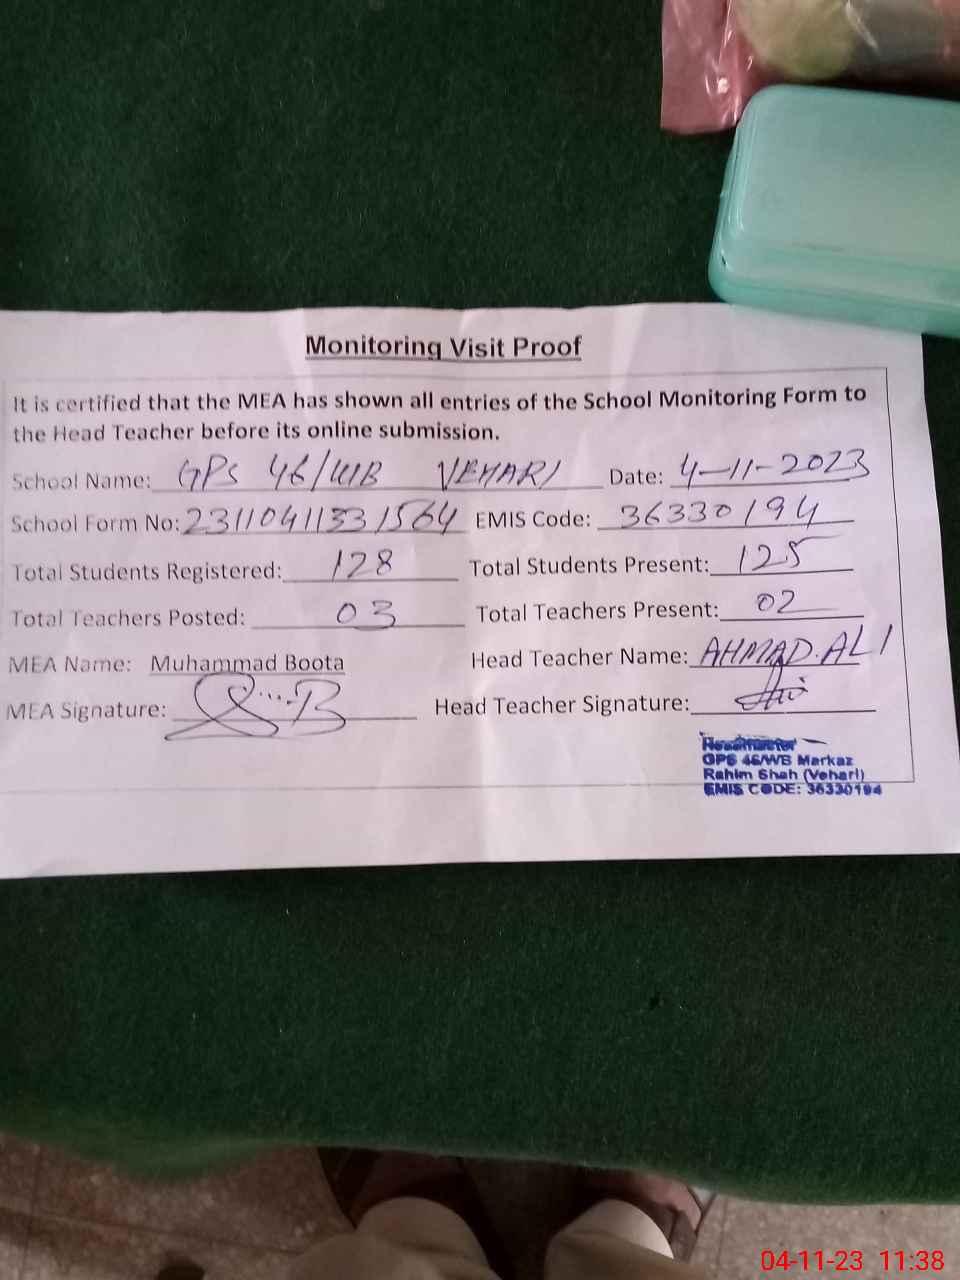 Monitoring Visit Proof
It is certified that the MEA has shown all entries of the School Monitoring Form to
the Head Teacher before its online submission.
School Name: GPS 46/WB VEHARI Date: 4-11-2023
School Form No: 23110411331564 EMIS Code: 36330194
Total Students Registered: 128 Total Students Present: 125
Total Teachers Posted: 03 Total Teachers Present: 02
MEA Name: Muhammad Boota Head Teacher Name: AHMAD.ALI
MEA Signature: Head Teacher Signature:
Headmaster
GPS 46/WB Markaz
Rahim Shah (Vehari)
EMIS CODE: 36330194
04-11-23 11:38